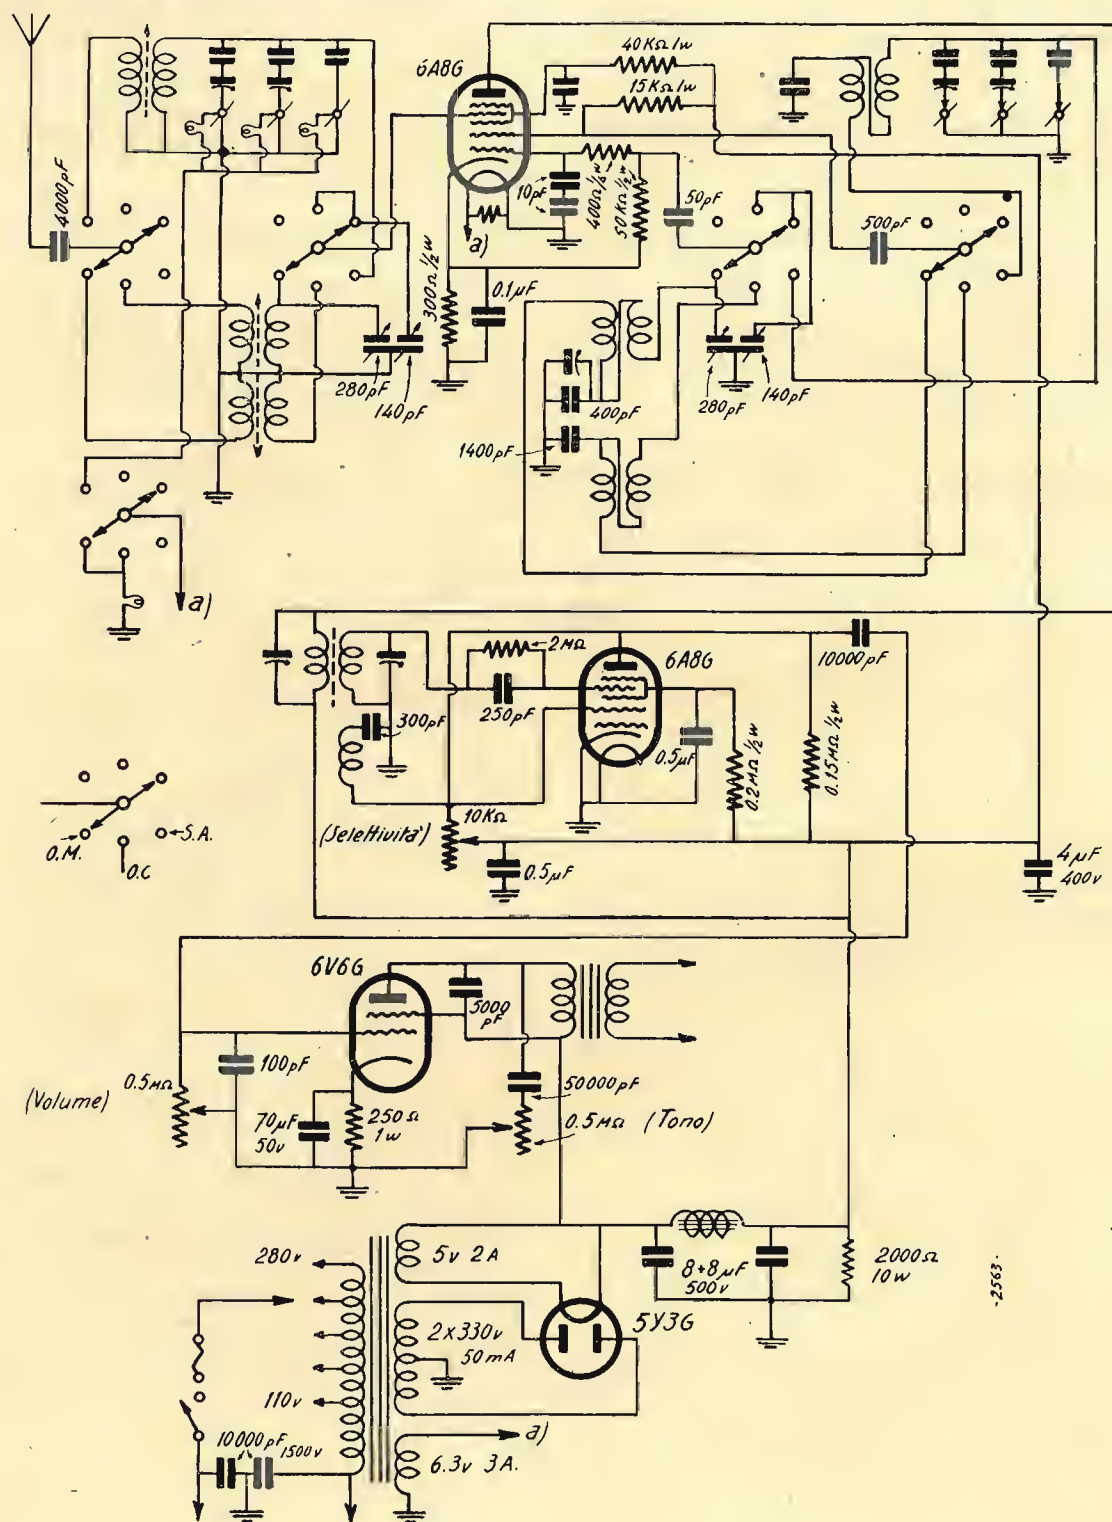 6A8G
40KΩ 1w
15KΩ 1w
4000pF
10pF
400Ω ½w
50KΩ ½w
50pF
500pF
a)
300Ω ½w
0.1µF
280pF
140pF
400pF
1400pF
280pF
140pF
a)
2MΩ
6A8G
10000pF
250pF
300pF
0.5µF
0.2MΩ ½w
0.15MΩ ½w
10KΩ
(Selettività)
0.5µF
4µF
400v
O.M.
S.A.
O.C
6V6G
5000
pF
100pF
0.5MΩ
(Volume)
70µF
50v
250Ω
1w
50000pF
0.5MΩ (Tono)
280v
5v 2A
8+8µF
500v
2000Ω
10w
-2563-
2x330v
50mA
5Y3G
110v
10000pF
1500v
a)
6.3v 3A.